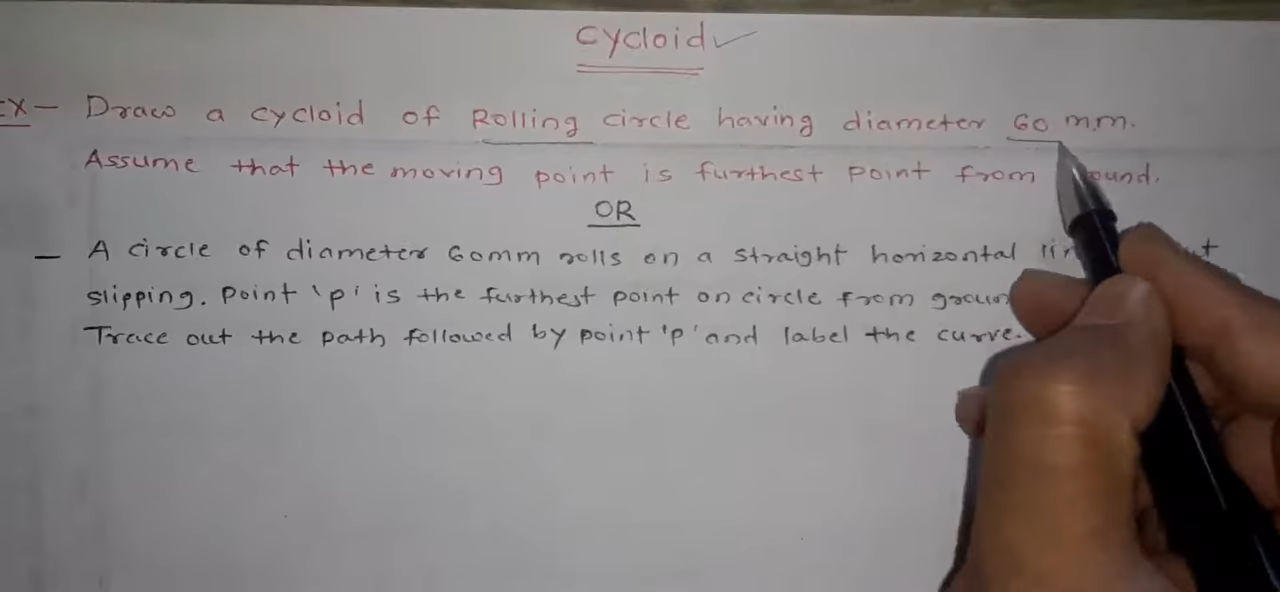 Cycloid
Ex- Draw a cycloid of Rolling circle having diameter 60 m.m.
Assume that the moving point is furthest point from
OR
- A circle of diameter 60mm rolls on a straight horizontal
slipping. Point 'p' is the furthest point on circle from
Trace out the path followed by point 'p' and label the curve.